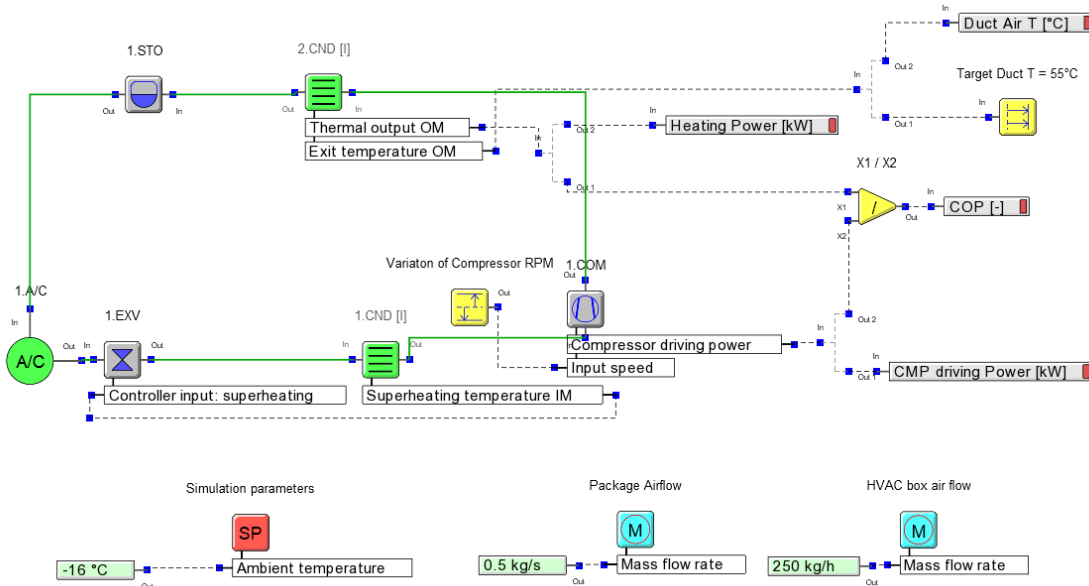 In
Duct Air T [°C]
1.STO
2.CND [I]
Out
In
Out
In
Out 2
In
Target Duct T = 55°C
In
Out 1
Thermal output OM
Exit temperature OM
In
Out 2
In
Heating Power [kW]
Out 1
X1 / X2
X1
X2
/
Out
In
COP [-]
Variaton of Compressor RPM
1.COM
Out
Out
In
1.A/C
In
A/C
Out
1.EXV
In
Out
1.CND [I]
In
Out
Controller input: superheating
Superheating temperature IM
Compressor driving power
Input speed
In
Out 2
Out 1
In
CMP driving Power [kW]
Simulation parameters
SP
-16 °C
Out
In
Ambient temperature
Package Airflow
M
0.5 kg/s
Out
In
Mass flow rate
HVAC box air flow
M
250 kg/h
Out
In
Mass flow rate